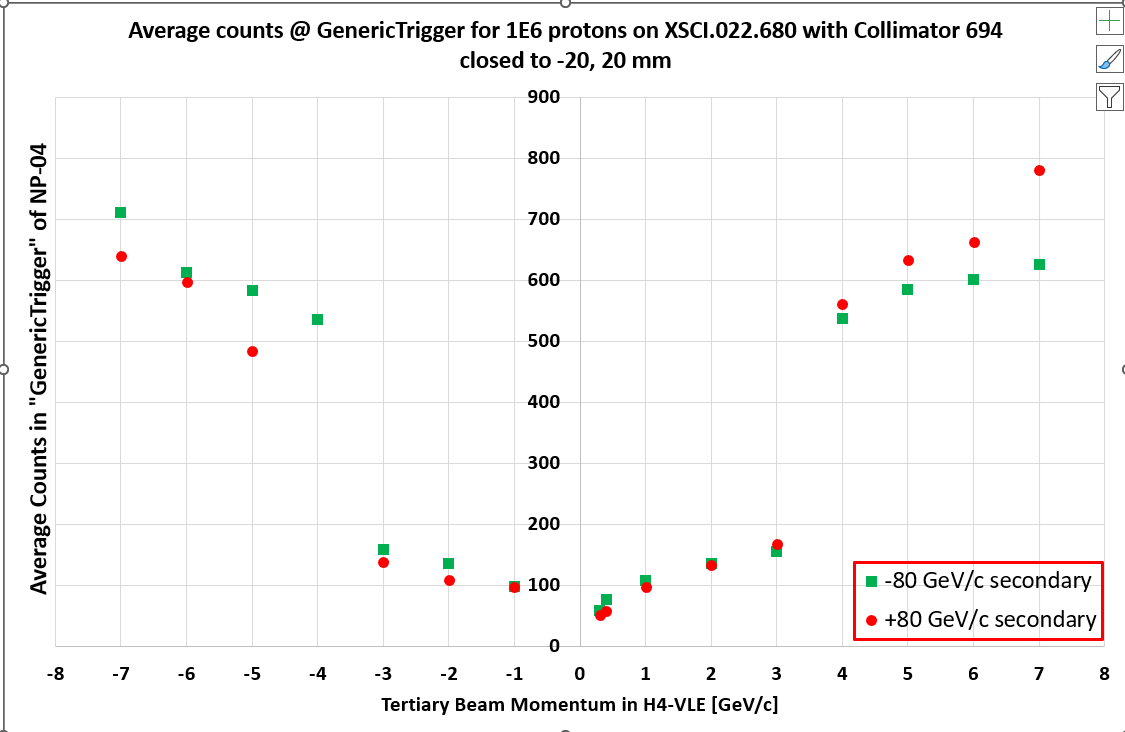 Average counts @ GenericTrigger for 1E6 protons on XSCI.022.680 with Collimator 694
closed to -20, 20 mm
Average Counts in "GenericTrigger" of NP-04
900
800
700
600
500
400
300
200
100
0
-80 GeV/c secondary
+80 GeV/c secondary
-8 -7 -6 -5 -4 -3 -2 -1 0 1 2 3 4 5 6 7 8
Tertiary Beam Momentum in H4-VLE [GeV/c]